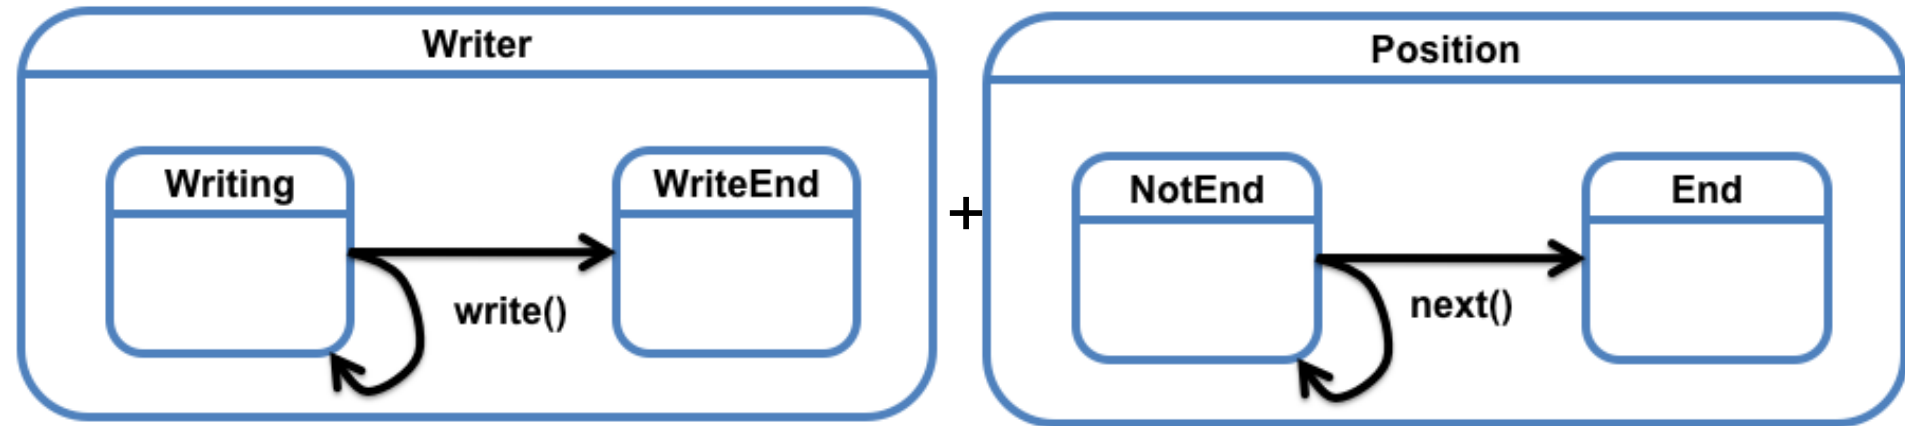 Writer
Writing
WriteEnd
write()
+
Position
NotEnd
End
next()